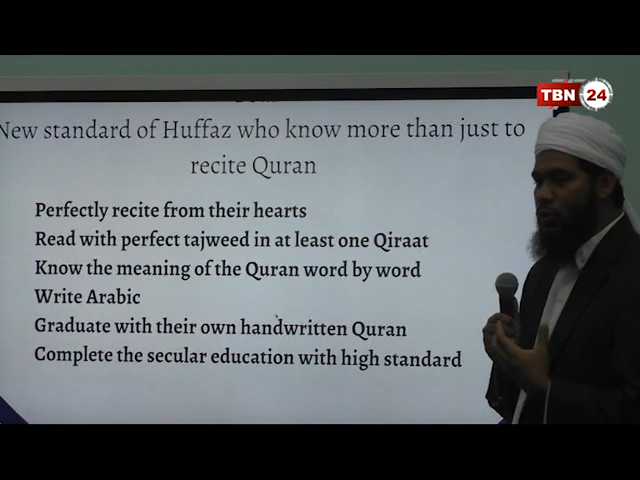 TBN 24
New standard of Huffaz who know more than just to
recite Quran
Perfectly recite from their hearts
Read with perfect tajweed in at least one Qiraat
Know the meaning of the Quran word by word
Write Arabic
Graduate with their own handwritten Quran
Complete the secular education with high standard